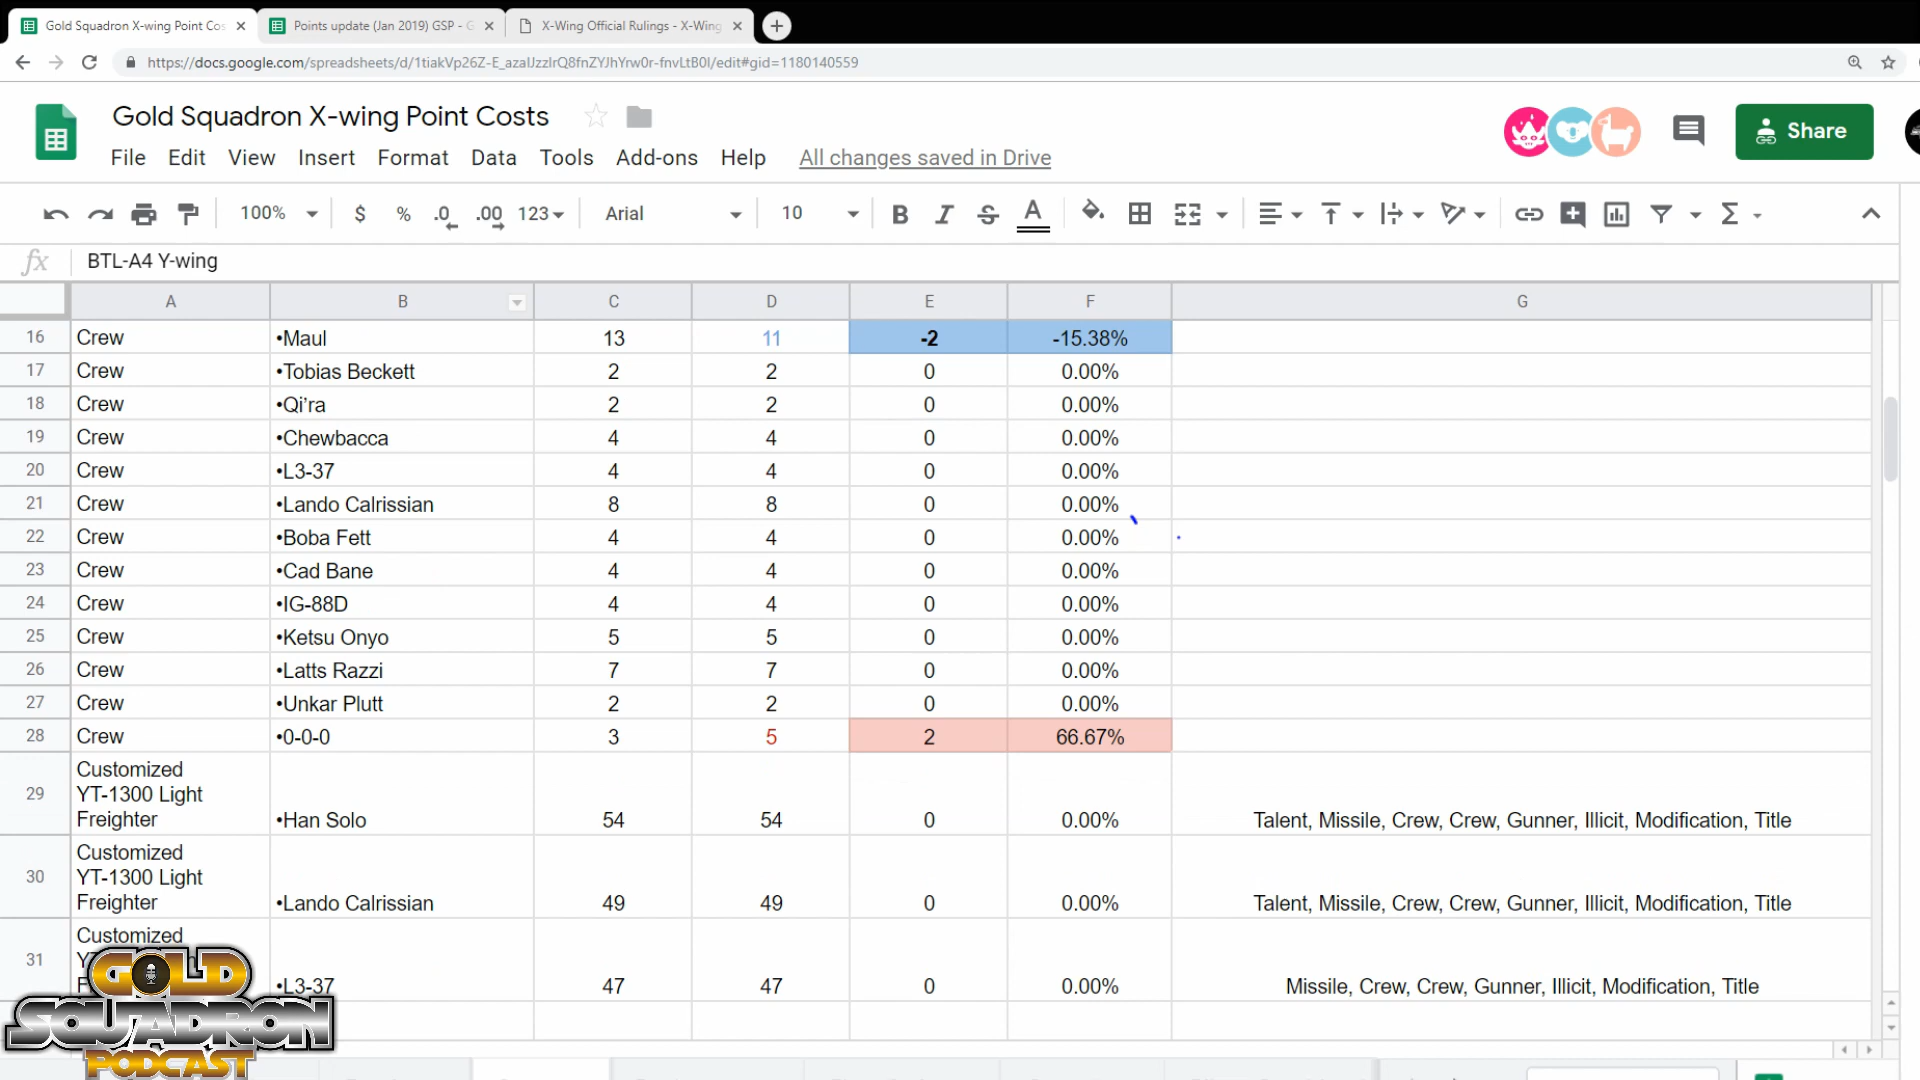 Gold Squadron X-wing Point Cos
Points update (Jan 2019) GSP - G
X-Wing Official Rulings - X-Wing
https://docs.google.com/spreadsheets/d/1tiakVp26Z-E_azaIJzzIrQ8fnZYJhYrw0r-fnvLtB0I/edit#gid=1180140559
Gold Squadron X-wing Point Costs
Share
File Edit View Insert Format Data Tools Add-ons Help All changes saved in Drive
100% $ % .0 .00 123 Arial 10 B I S A Σ
fx BTL-A4 Y-wing
A B C D E F G
16 Crew •Maul 13 11 -2 -15.38%
17 Crew •Tobias Beckett 2 2 0 0.00%
18 Crew •Qi’ra 2 2 0 0.00%
19 Crew •Chewbacca 4 4 0 0.00%
20 Crew •L3-37 4 4 0 0.00%
21 Crew •Lando Calrissian 8 8 0 0.00%
22 Crew •Boba Fett 4 4 0 0.00%
23 Crew •Cad Bane 4 4 0 0.00%
24 Crew •IG-88D 4 4 0 0.00%
25 Crew •Ketsu Onyo 5 5 0 0.00%
26 Crew •Latts Razzi 7 7 0 0.00%
27 Crew •Unkar Plutt 2 2 0 0.00%
28 Crew •0-0-0 3 5 2 66.67%
Customized
YT-1300 Light
29 Freighter •Han Solo 54 54 0 0.00% Talent, Missile, Crew, Crew, Gunner, Illicit, Modification, Title
Customized
YT-1300 Light
30 Freighter •Lando Calrissian 49 49 0 0.00% Talent, Missile, Crew, Crew, Gunner, Illicit, Modification, Title
Customized
31 •L3-37 47 47 0 0.00% Missile, Crew, Crew, Gunner, Illicit, Modification, Title
GOLD
SQUADRON
PODCAST